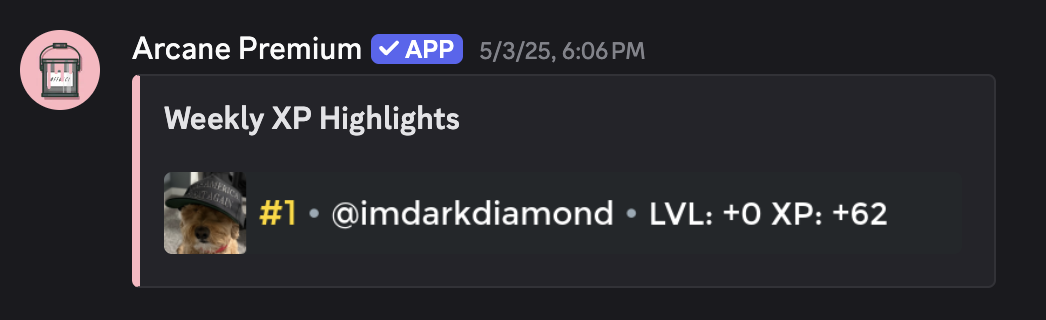 Arcane Premium ✓ APP 5/3/25, 6:06 PM
Weekly XP Highlights
#1 • @imdarkdiamond • LVL: +0 XP: +62